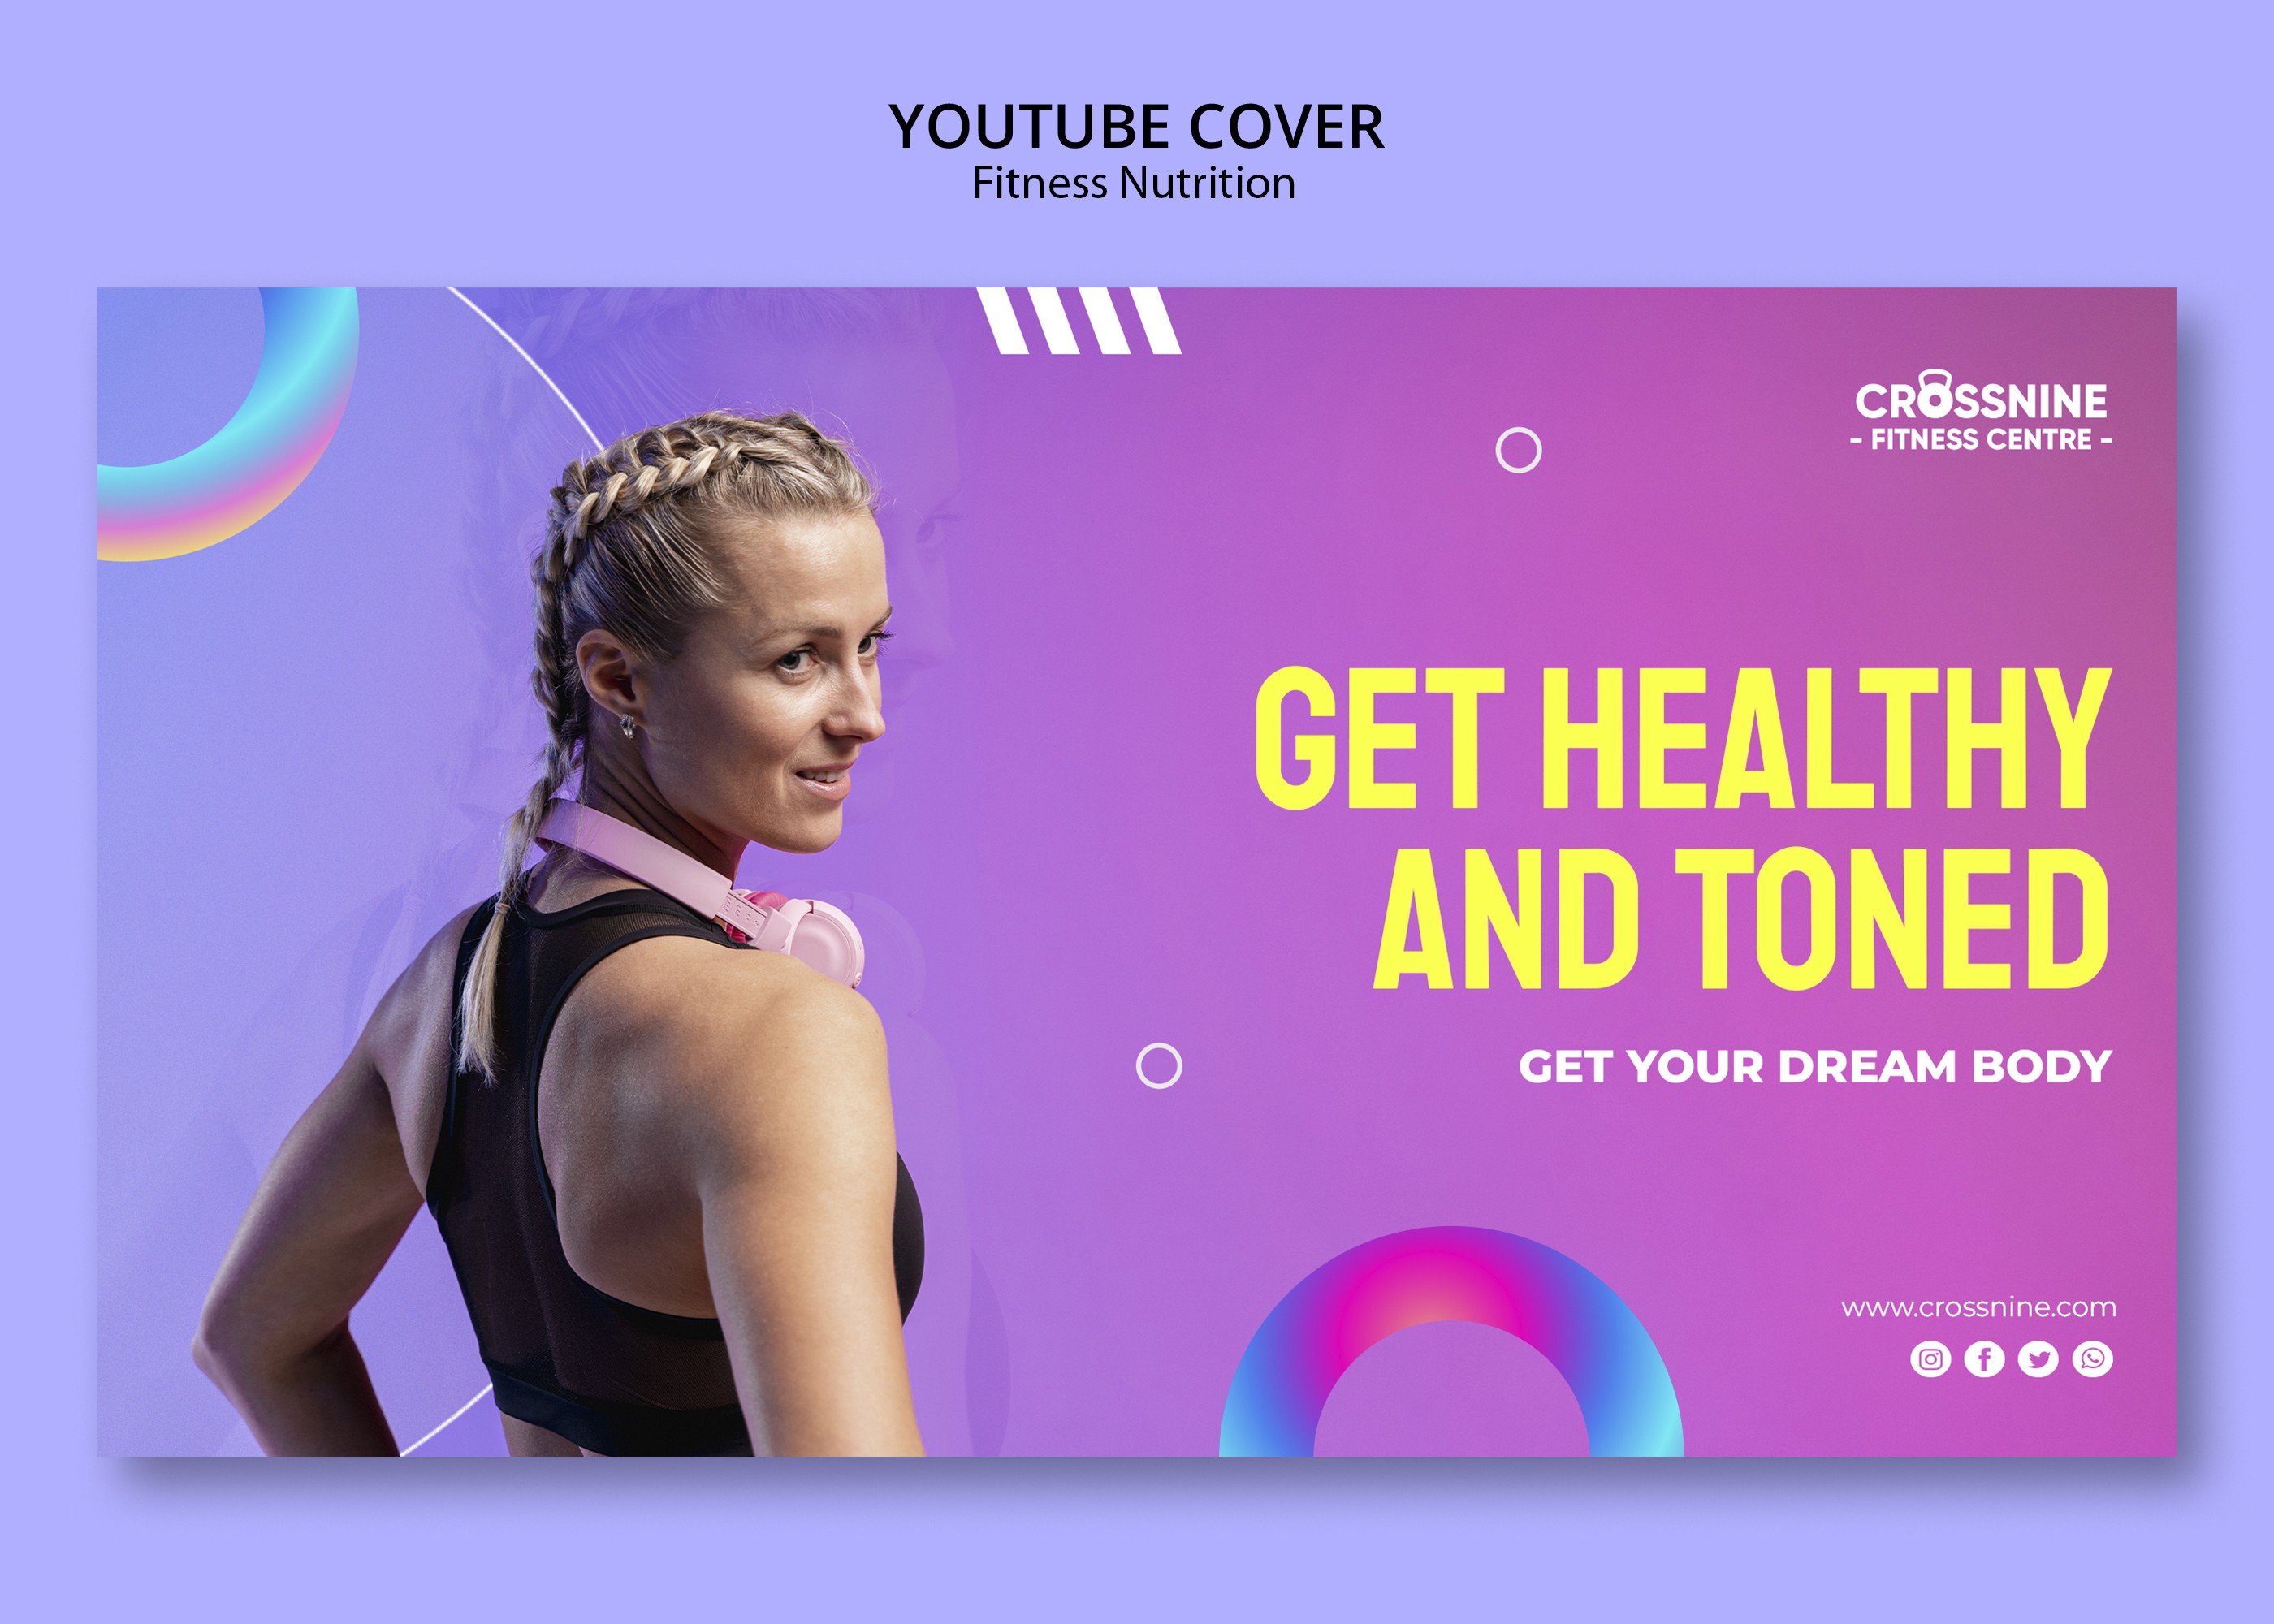 YOUTUBE COVER
Fitness Nutrition
CROSSNINE
- FITNESS CENTRE -
GET HEALTHY
AND TONED
GET YOUR DREAM BODY
www.crossnine.com